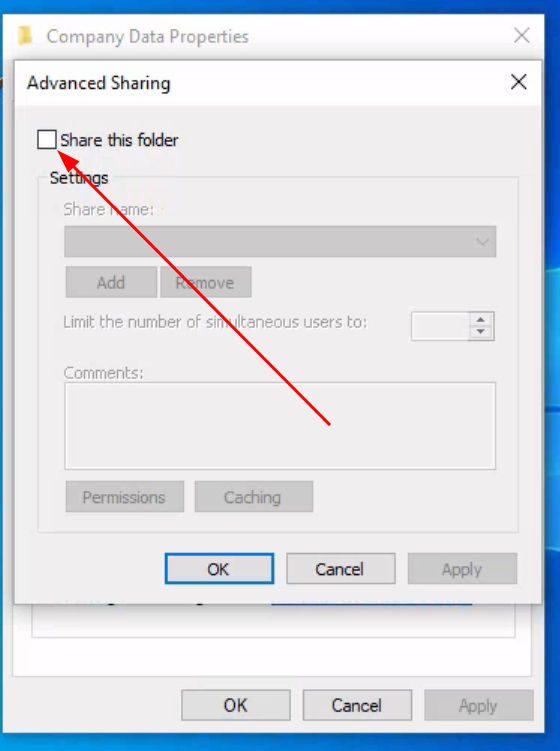 Company Data Properties
Advanced Sharing
Share this folder
Settings
Share name:
Add Remove
Limit the number of simultaneous users to:
Comments:
Permissions Caching
OK Cancel Apply
OK Cancel Apply